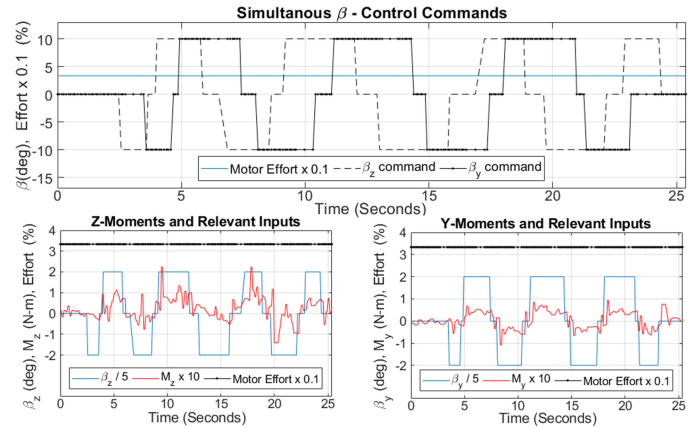 Simultaneous β - Control Commands
β(deg), Effort x 0.1 (%)
10
5
0
-5
-10
-15
0
5
10
15
20
25
Motor Effort x 0.1
β_z command
β_y command
Time (Seconds)
Z-Moments and Relevant Inputs
β_z (deg), M_z (N-m), Effort (%)
4
3
2
1
0
-1
-2
0
5
10
15
20
25
β_z / 5
M_z x 10
Motor Effort x 0.1
Time (Seconds)
Y-Moments and Relevant Inputs
β_y (deg), M_y (N-m), Effort (%)
4
3
2
1
0
-1
-2
0
5
10
15
20
25
β_y / 5
M_y x 10
Motor Effort x 0.1
Time (Seconds)